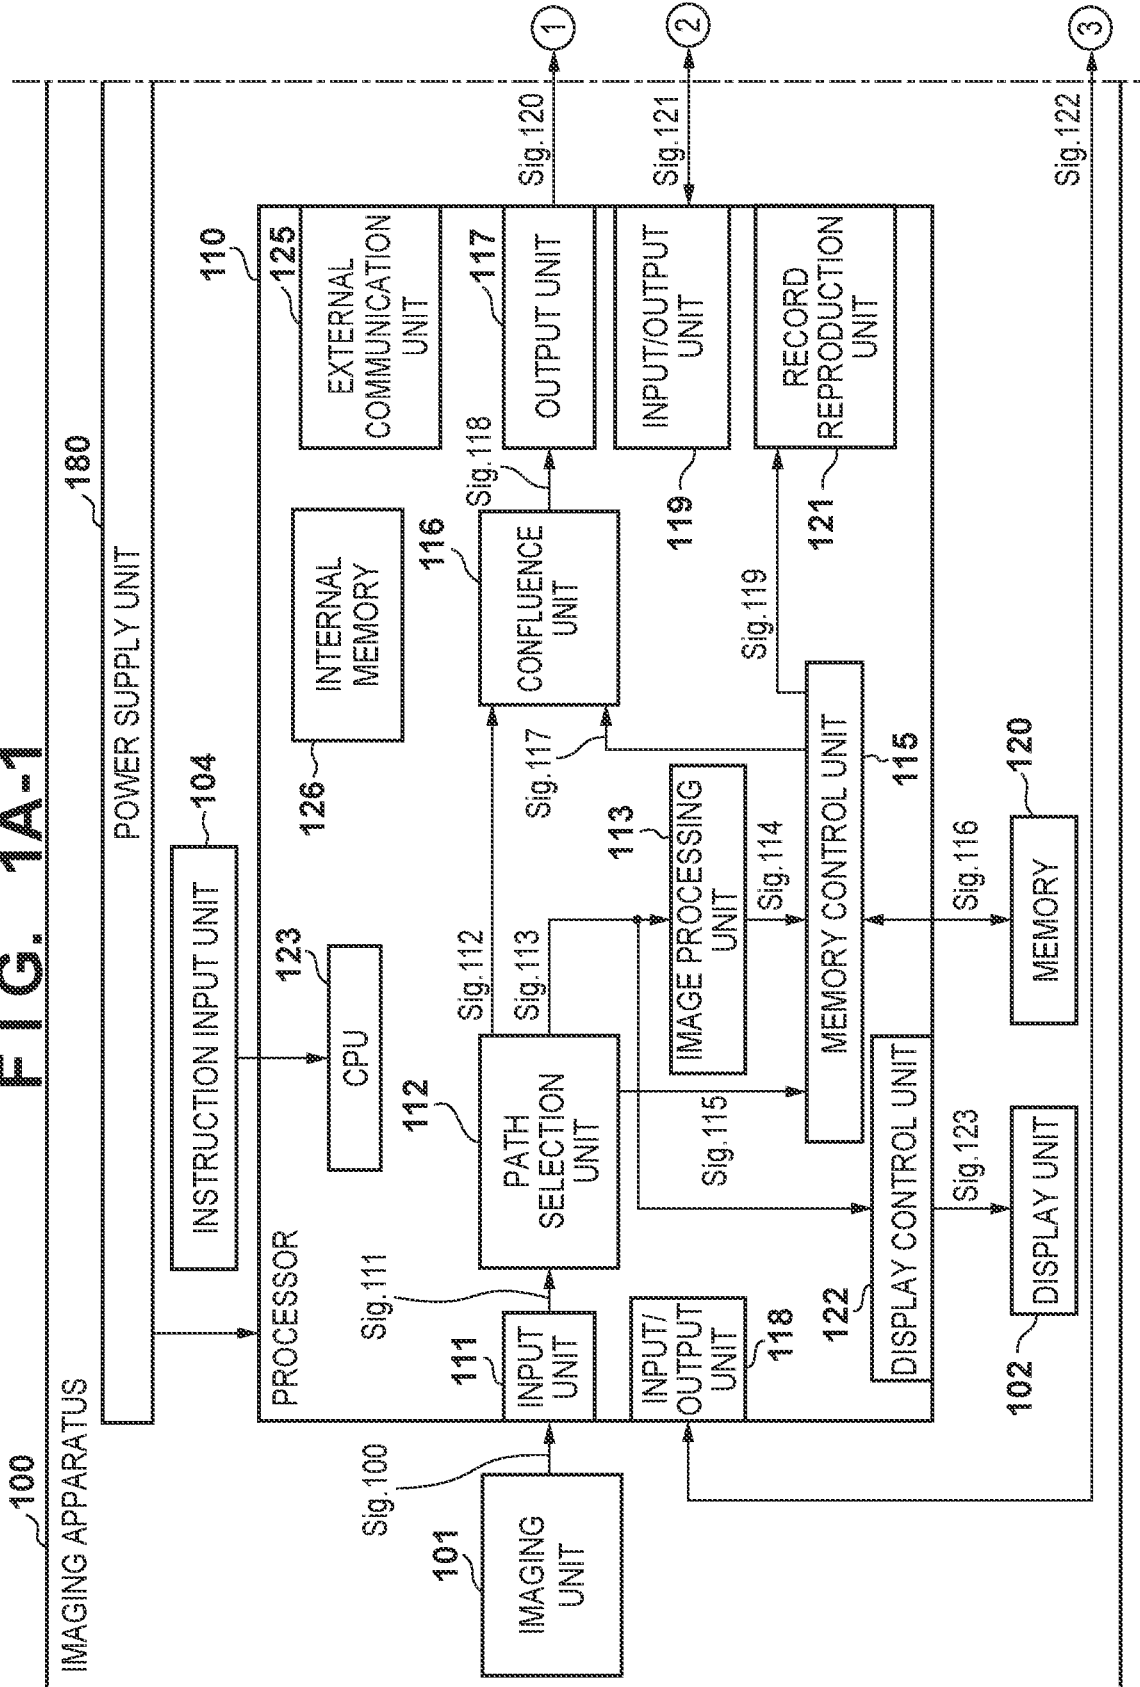 FIG. 1A-1
100
IMAGING APPARATUS
180
POWER SUPPLY UNIT
104
INSTRUCTION INPUT UNIT
110
PROCESSOR
123
CPU
126
INTERNAL
MEMORY
125
EXTERNAL
COMMUNICATION
UNIT
101
IMAGING
UNIT
Sig.100
111
INPUT
UNIT
Sig.111
112
PATH
SELECTION
UNIT
Sig.112
Sig.113
116
CONFLUENCE
UNIT
Sig.118
117
OUTPUT UNIT
Sig.120
1
118
INPUT/
OUTPUT
UNIT
Sig.115
113
IMAGE PROCESSING
UNIT
Sig.114
Sig.117
119
INPUT/OUTPUT
UNIT
Sig.121
2
115
MEMORY CONTROL UNIT
Sig.119
121
RECORD
REPRODUCTION
UNIT
122
DISPLAY CONTROL UNIT
Sig.123
102
DISPLAY UNIT
Sig.116
120
MEMORY
Sig.122
3